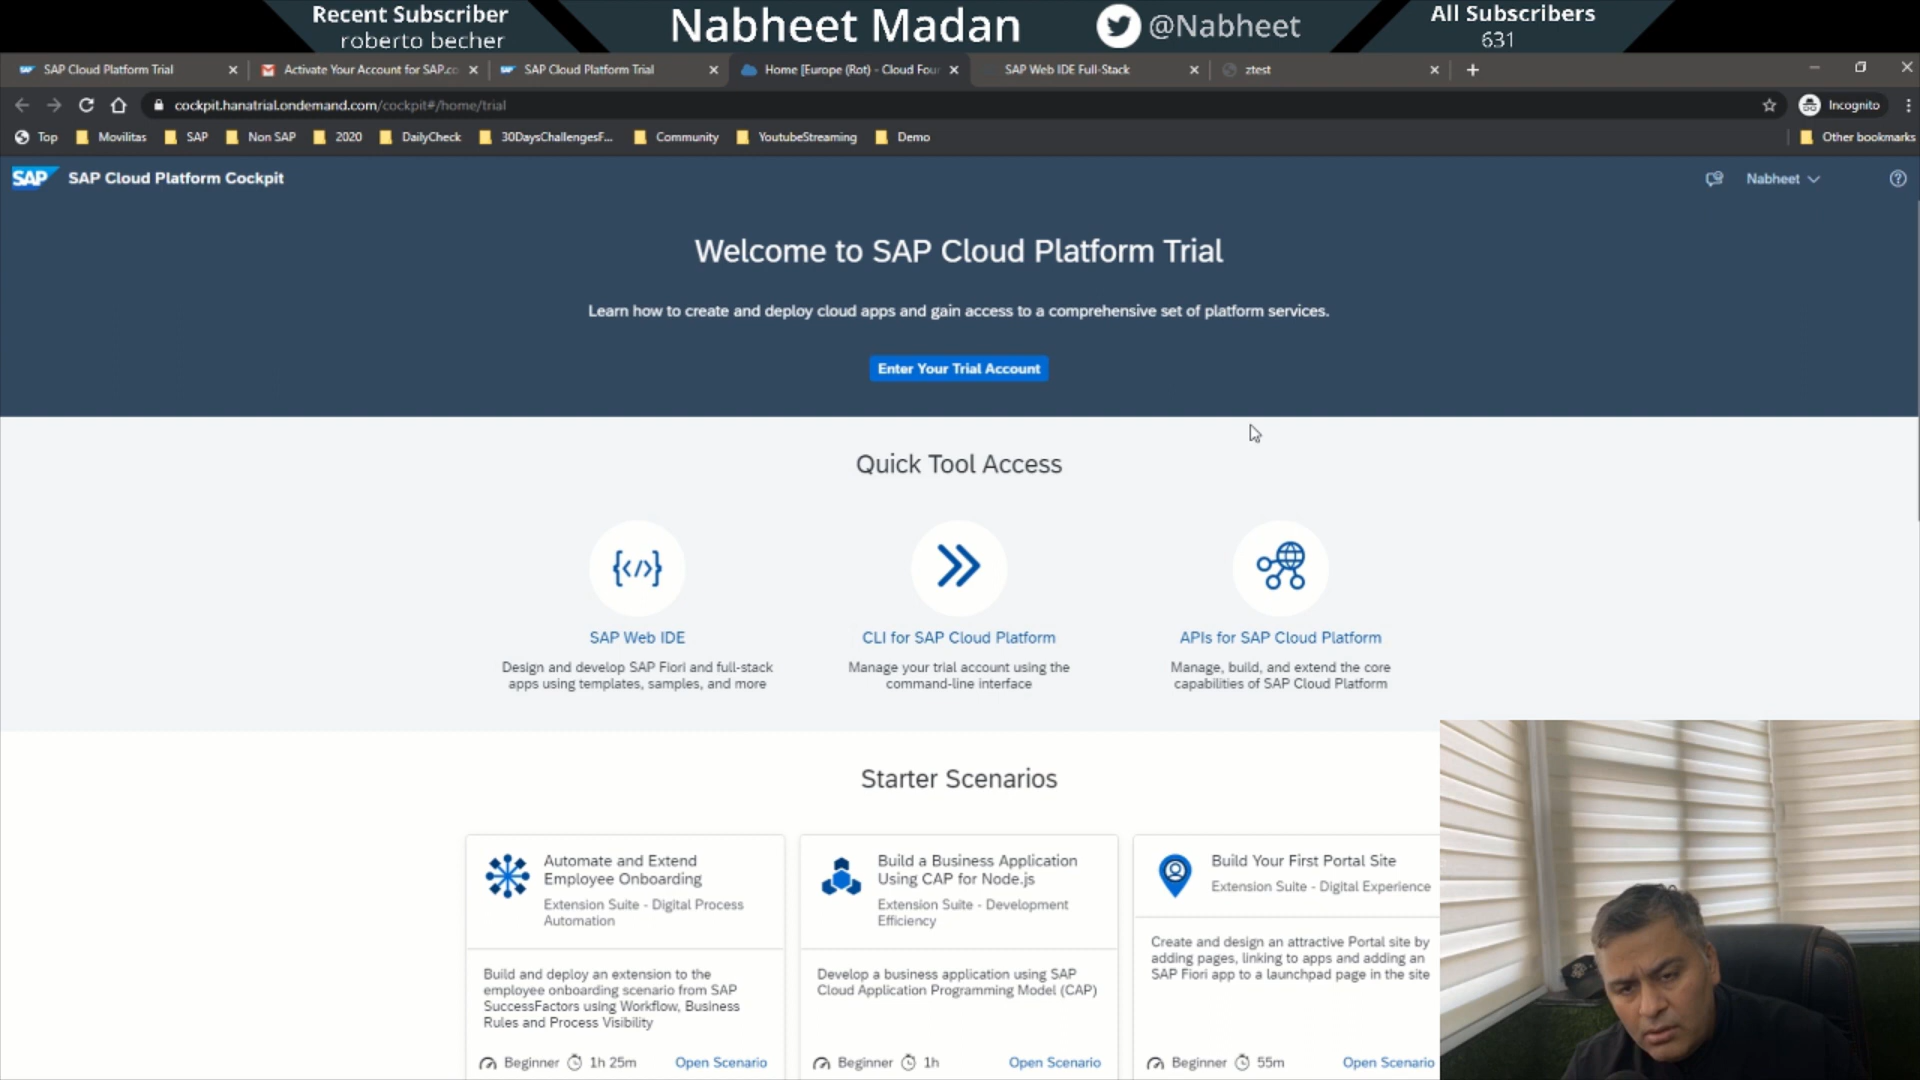 Recent Subscriber
roberto becher
Nabheet Madan
@Nabheet
All Subscribers
631
SAP Cloud Platform Trial
Activate Your Account for SAP.co
SAP Cloud Platform Trial
Home [Europe (Rot) - Cloud Four
SAP Web IDE Full-Stack
ztest
cockpit.hanatrial.ondemand.com/cockpit#/home/trial
Incognito
Top
Movilitas
SAP
Non SAP
2020
DailyCheck
30DaysChallengesF...
Community
YoutubeStreaming
Demo
Other bookmarks
SAP
SAP Cloud Platform Cockpit
Nabheet
Welcome to SAP Cloud Platform Trial
Learn how to create and deploy cloud apps and gain access to a comprehensive set of platform services.
Enter Your Trial Account
Quick Tool Access
SAP Web IDE
Design and develop SAP Fiori and full-stack
apps using templates, samples, and more
CLI for SAP Cloud Platform
Manage your trial account using the
command-line interface
APIs for SAP Cloud Platform
Manage, build, and extend the core
capabilities of SAP Cloud Platform
Starter Scenarios
Automate and Extend
Employee Onboarding
Extension Suite - Digital Process
Automation
Build and deploy an extension to the
employee onboarding scenario from SAP
SuccessFactors using Workflow, Business
Rules and Process Visibility
Beginner
1h 25m
Open Scenario
Build a Business Application
Using CAP for Node.js
Extension Suite - Development
Efficiency
Develop a business application using SAP
Cloud Application Programming Model (CAP)
Beginner
1h
Open Scenario
Build Your First Portal Site
Extension Suite - Digital Experience
Create and design an attractive Portal site by
adding pages, linking to apps and adding an
SAP Fiori app to a launchpad page in the site
Beginner
55m
Open Scenario